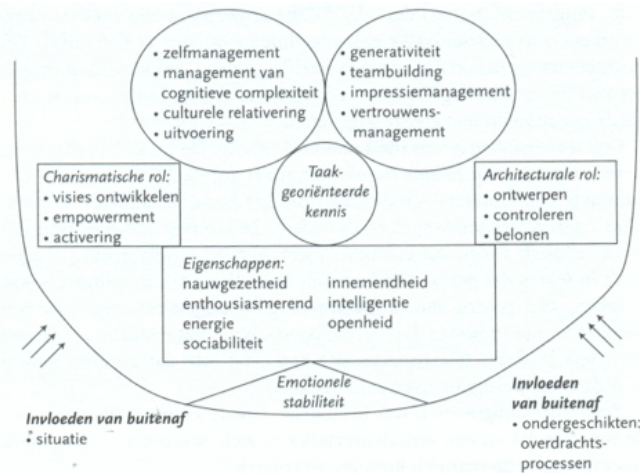 • zelfmanagement
• management van
cognitieve complexiteit
• culturele relativering
• uitvoering
• generativiteit
• teambuilding
• impressiemanagement
• vertrouwens-
management
Taak-
georiënteerde
kennis
Charismatische rol:
• visies ontwikkelen
• empowerment
• activering
Architecturale rol:
• ontwerpen
• controleren
• belonen
Eigenschappen:
nauwgezetheid innemendheid
enthousiasmerend intelligentie
energie openheid
sociabiliteit
Emotionele
stabiliteit
Invloeden van buitenaf
• situatie
Invloeden
van buitenaf
• ondergeschikten:
overdrachts-
processen